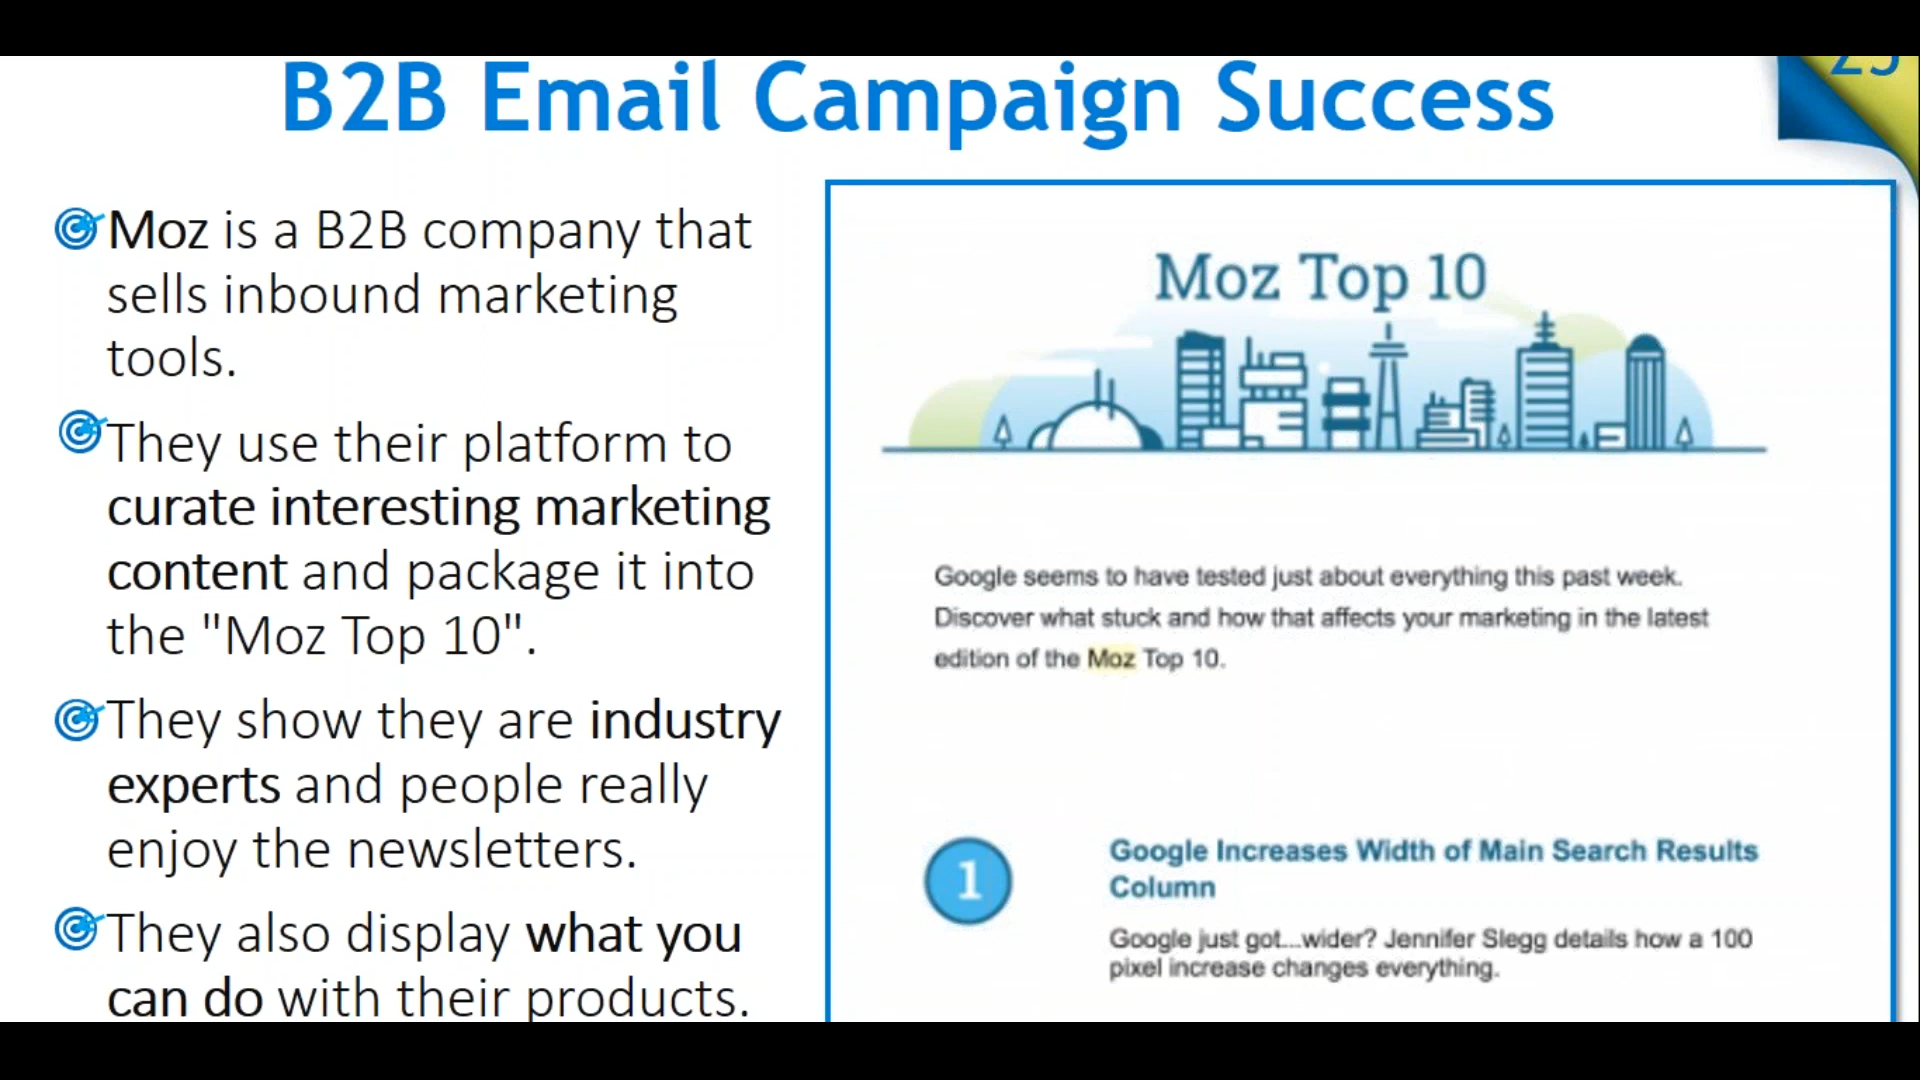 B2B Email Campaign Success
Moz is a B2B company that
sells inbound marketing
tools.
They use their platform to
curate interesting marketing
content and package it into
the "Moz Top 10".
They show they are industry
experts and people really
enjoy the newsletters.
They also display what you
can do with their products.
Moz Top 10
Google seems to have tested just about everything this past week.
Discover what stuck and how that affects your marketing in the latest
edition of the Moz Top 10.
1
Google Increases Width of Main Search Results
Column
Google just got...wider? Jennifer Slegg details how a 100
pixel increase changes everything.